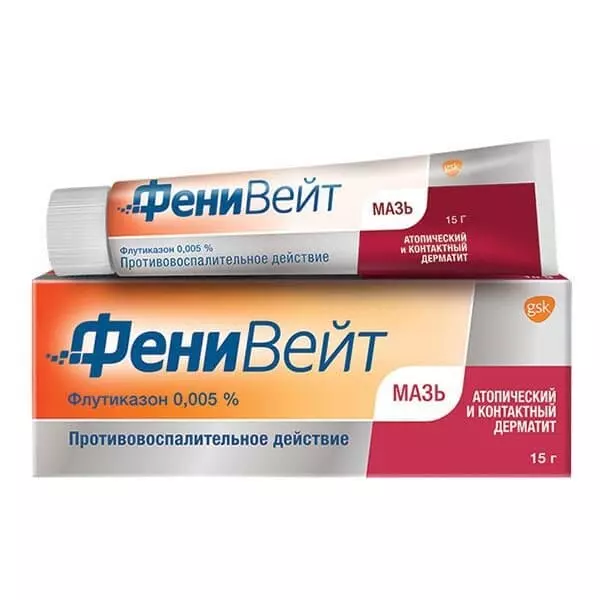 ФениВейт
МАЗЬ
15 Г
Флутиказон 0,005 %
Противовоспалительное действие
АТОПИЧЕСКИЙ
И КОНТАКТНЫЙ
ДЕРМАТИТ
gsk
ФениВейт
Флутиказон 0,005 %
МАЗЬ
АТОПИЧЕСКИЙ
И КОНТАКТНЫЙ
ДЕРМАТИТ
Противовоспалительное действие
15 г